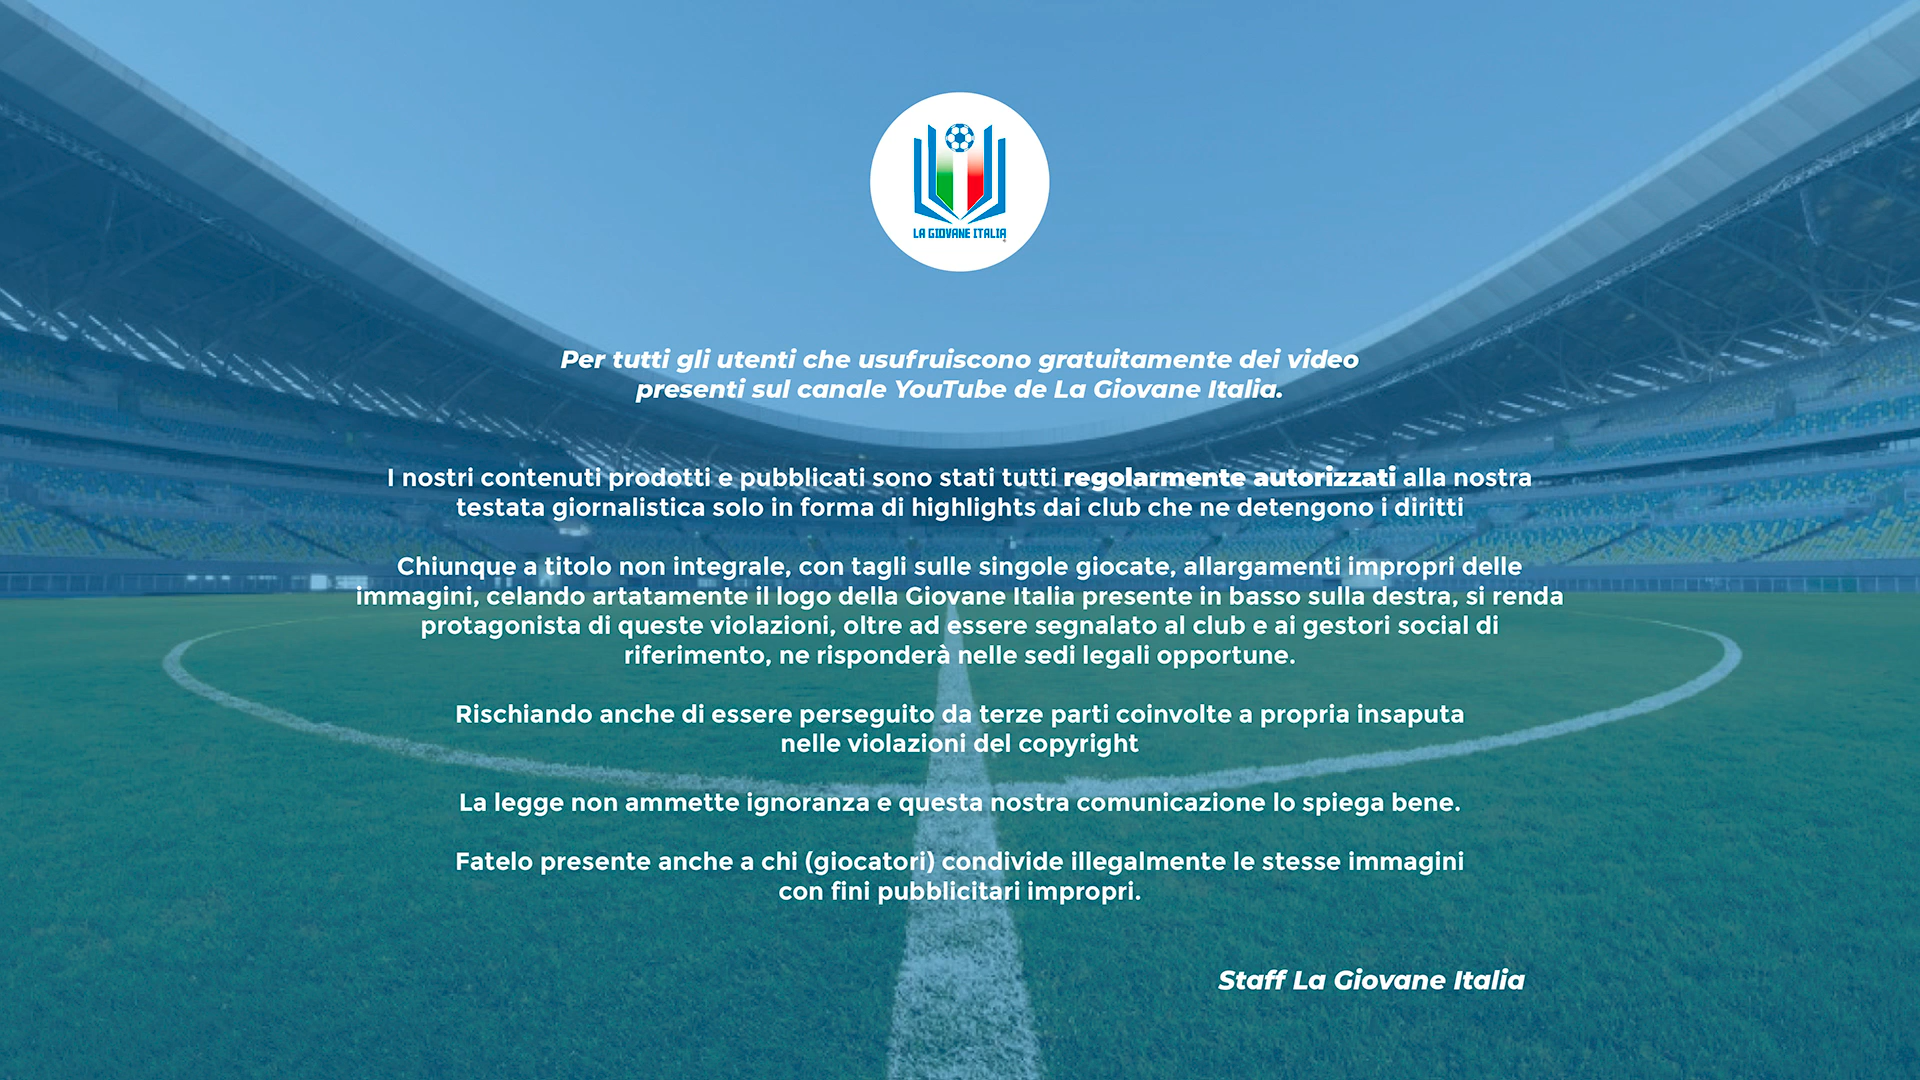 LA GIOVANE ITALIA
Per tutti gli utenti che usufruiscono gratuitamente dei video
presenti sul canale YouTube de La Giovane Italia.
I nostri contenuti prodotti e pubblicati sono stati tutti regolarmente autorizzati alla nostra
testata giornalistica solo in forma di highlights dai club che ne detengono i diritti
Chiunque a titolo non integrale, con tagli sulle singole giocate, allargamenti impropri delle
immagini, celando artatamente il logo della Giovane Italia presente in basso sulla destra, si renda
protagonista di queste violazioni, oltre ad essere segnalato al club e ai gestori social di
riferimento, ne risponderà nelle sedi legali opportune.
Rischiando anche di essere perseguito da terze parti coinvolte a propria insaputa
nelle violazioni del copyright
La legge non ammette ignoranza e questa nostra comunicazione lo spiega bene.
Fatelo presente anche a chi (giocatori) condivide illegalmente le stesse immagini
con fini pubblicitari impropri.
Staff La Giovane Italia